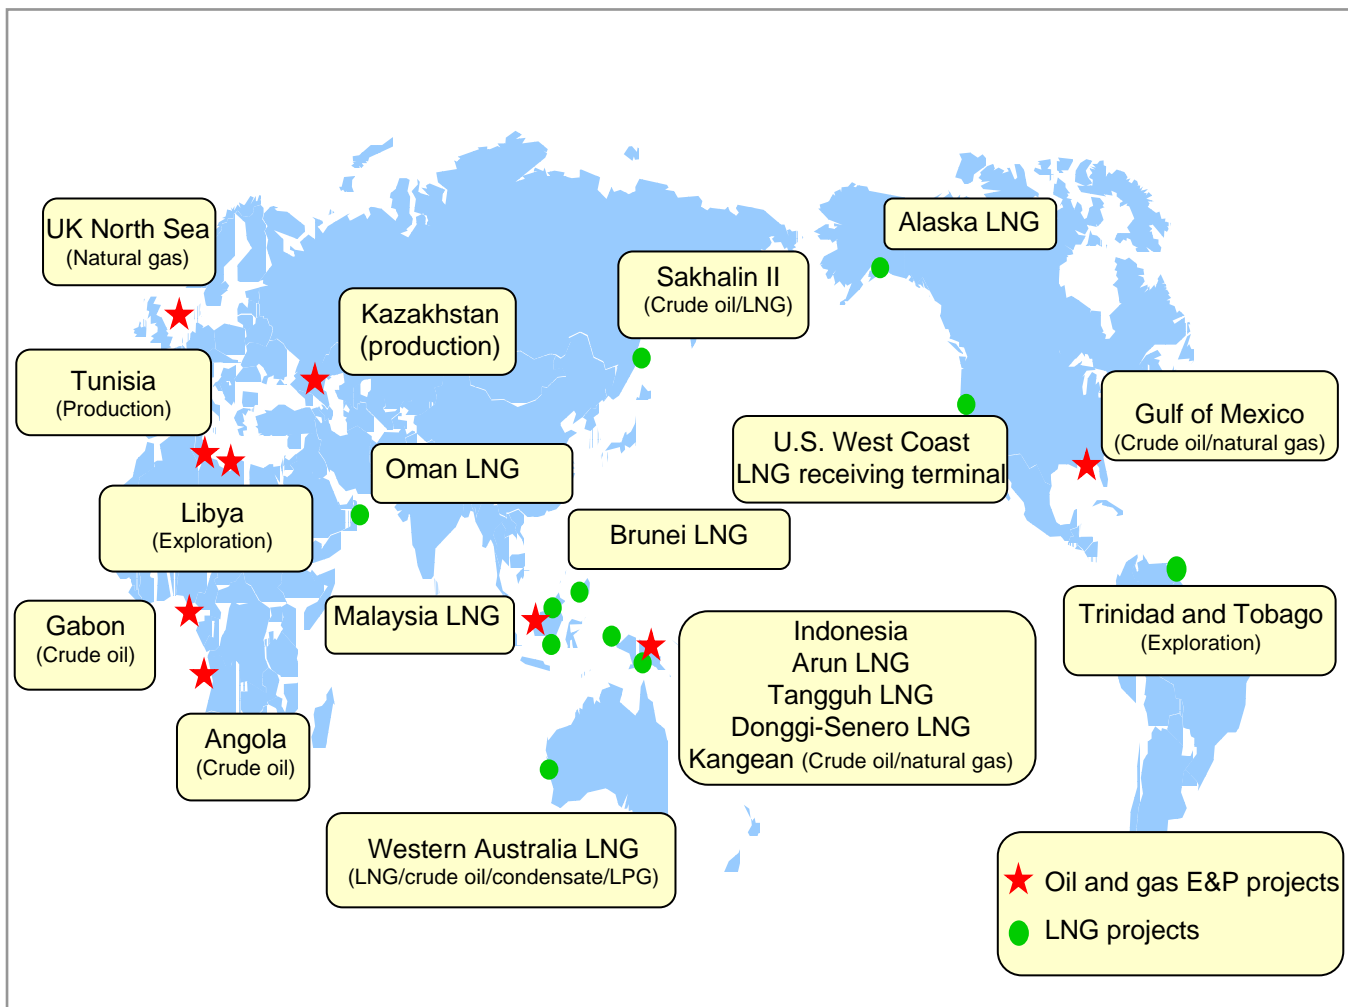 UK North Sea
(Natural gas)
Alaska LNG
Sakhalin II
(Crude oil/LNG)
Kazakhstan
(production)
Tunisia
(Production)
Gulf of Mexico
(Crude oil/natural gas)
U.S. West Coast
LNG receiving terminal
Oman LNG
Libya
(Exploration)
Brunei LNG
Malaysia LNG
Gabon
(Crude oil)
Trinidad and Tobago
(Exploration)
Indonesia
Arun LNG
Tangguh LNG
Donggi-Senero LNG
Kangean (Crude oil/natural gas)
Angola
(Crude oil)
Western Australia LNG
(LNG/crude oil/condensate/LPG)
Oil and gas E&P projects
LNG projects